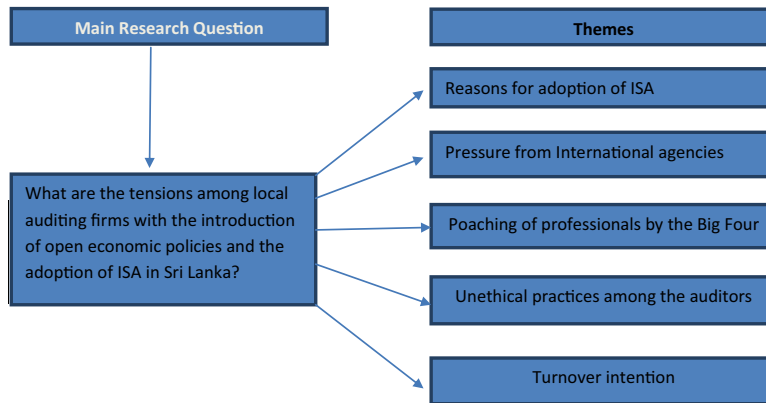 Main Research Question
Themes
Reasons for adoption of ISA
Pressure from International agencies
What are the tensions among local
auditing firms with the introduction
of open economic policies and the
adoption of ISA in Sri Lanka?
Poaching of professionals by the Big Four
Unethical practices among the auditors
Turnover intention